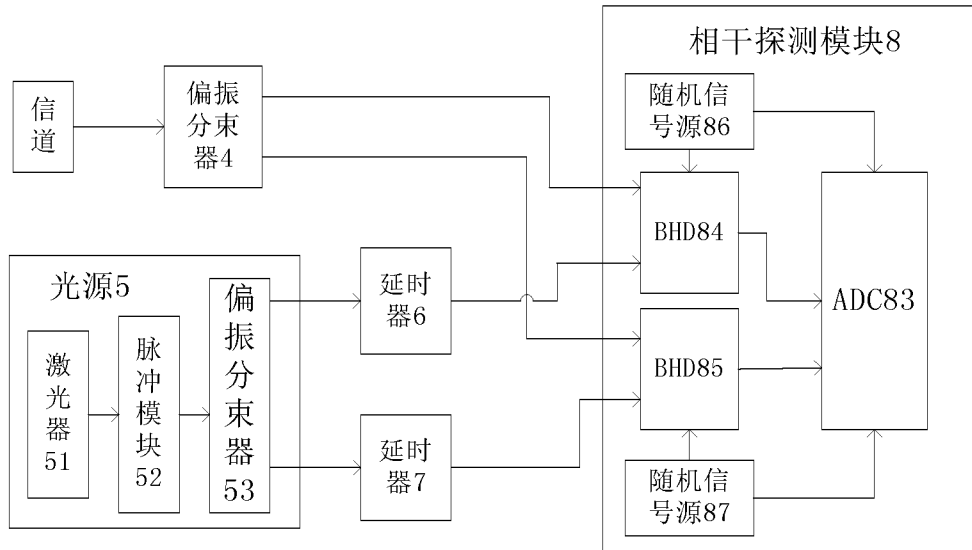 信
道
偏振
分束
器4
相干探测模块8
随机信
号源86
BHD84
ADC83
BHD85
随机信
号源87
光源5
激
光
器
51
脉
冲
模
块
52
偏
振
分
束
器
53
延时
器6
延时
器7